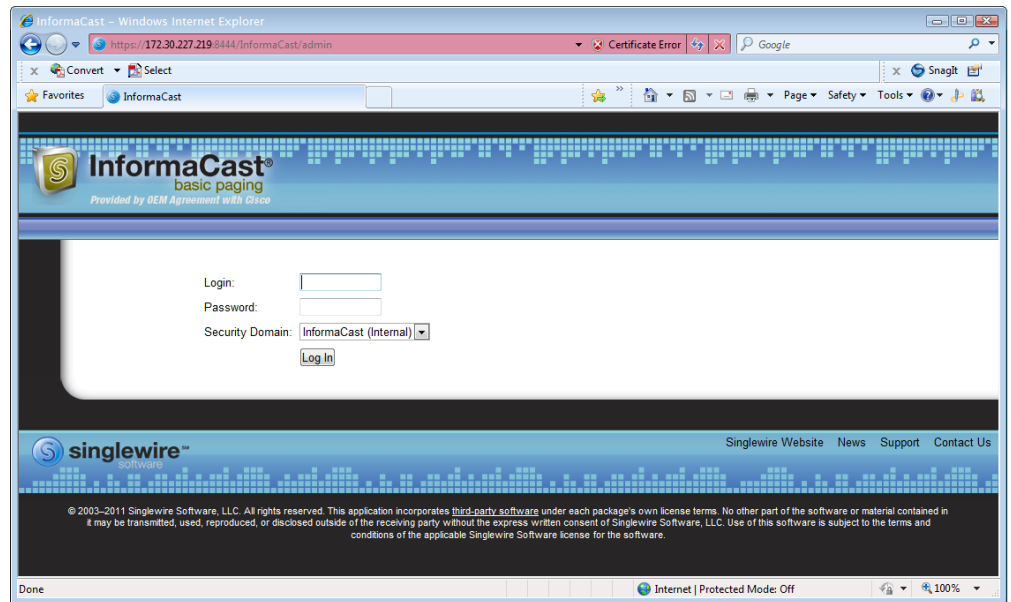 InformaCast – Windows Internet Explorer
https://172.30.227.219:8444/InformaCast/admin
Certificate Error
Google
x Convert Select
x SnagIt
Favorites
InformaCast
Page Safety Tools
InformaCast®
basic paging
Provided by OEM Agreement with Cisco
Login:
Password:
Security Domain: InformaCast (Internal)
Log In
singlewire℠
software
Singlewire Website News Support Contact Us
© 2003–2011 Singlewire Software, LLC. All rights reserved. This application incorporates third-party software under each package's own license terms. No other part of the software or material contained in
it may be transmitted, used, reproduced, or disclosed outside of the receiving party without the express written consent of Singlewire Software, LLC. Use of this software is subject to the terms and
conditions of the applicable Singlewire Software license for the software.
Done
Internet | Protected Mode: Off
100%